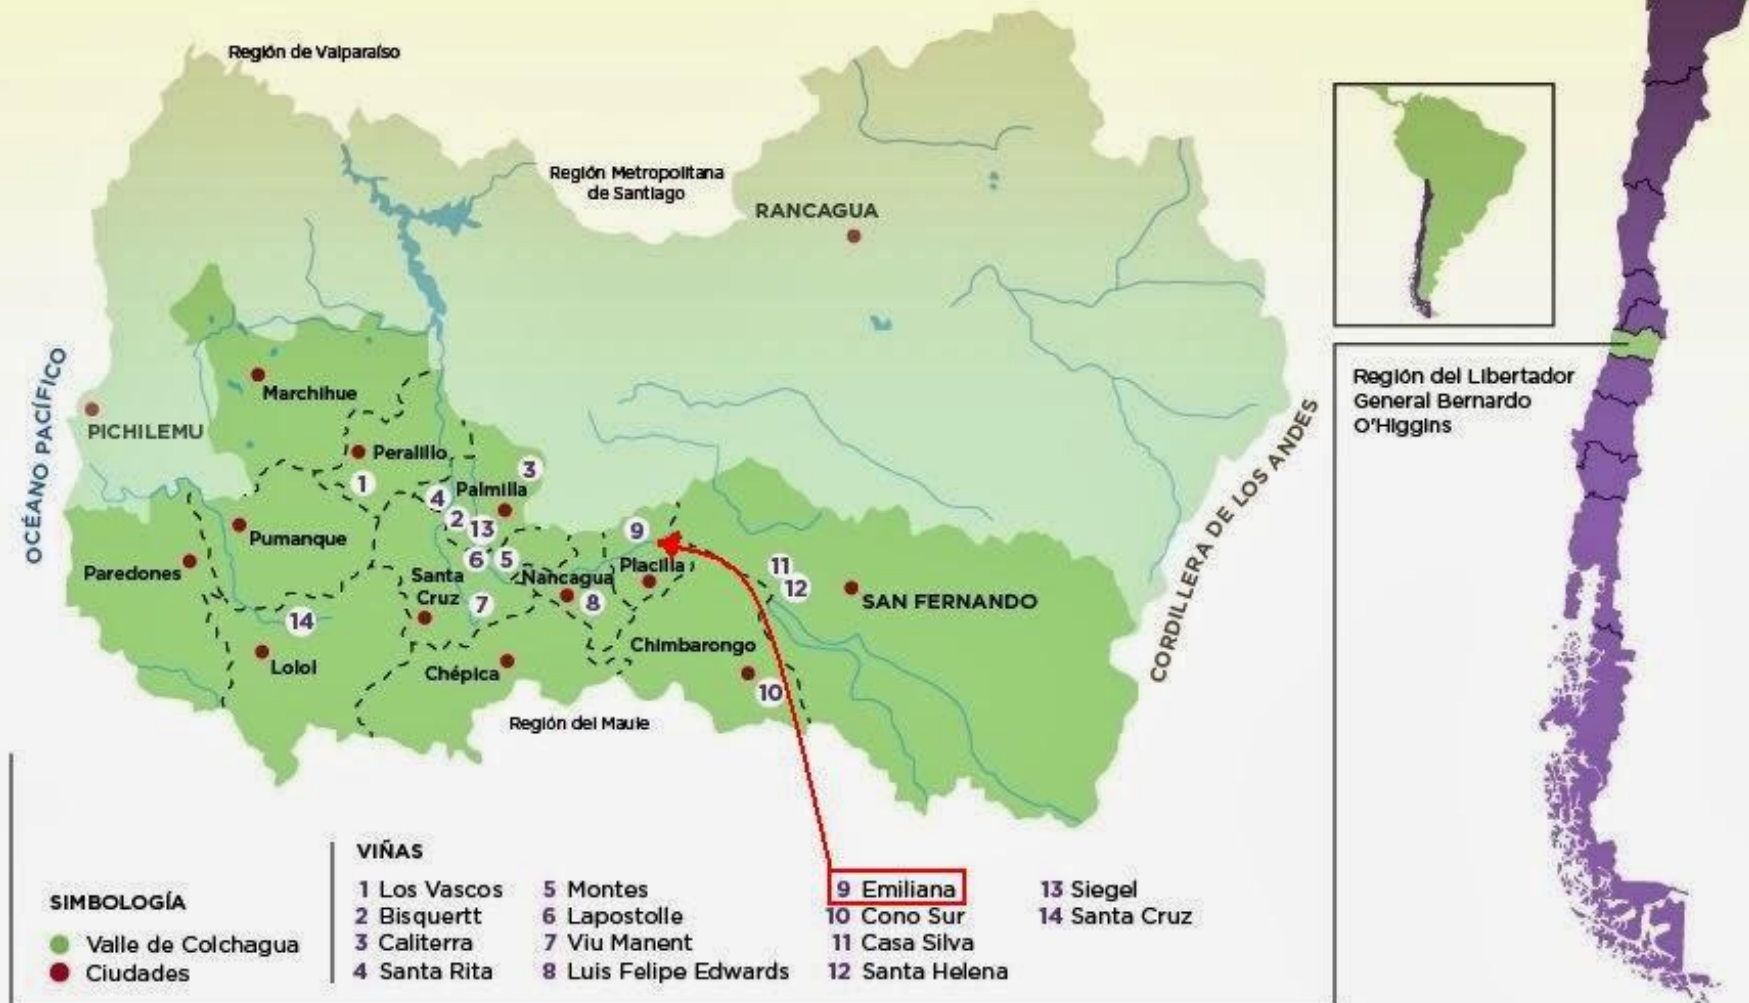 Región de Valparaíso
Región Metropolitana
de Santiago
RANCAGUA
OCÉANO PACÍFICO
Marchihue
PICHILEMU
Peralillo
1
3
4
Palmilla
2
13
9
Pumanque
Paredones
6
5
Santa
Cruz
Nancagua
Placilla
11
12
SAN FERNANDO
7
8
14
Lolol
Chépica
Chimbarongo
10
Región del Maule
CORDILLERA DE LOS ANDES
Región del Libertador
General Bernardo
O'Higgins
SIMBOLOGÍA
Valle de Colchagua
Ciudades
VIÑAS
1 Los Vascos
2 Bisquertt
3 Caliterra
4 Santa Rita
5 Montes
6 Lapostolle
7 Viu Manent
8 Luis Felipe Edwards
9 Emiliana
10 Cono Sur
11 Casa Silva
12 Santa Helena
13 Siegel
14 Santa Cruz